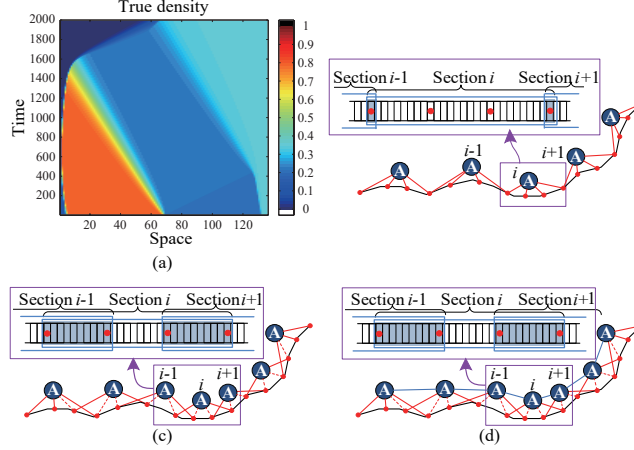 True density
2000
1800
1600
1400
1200
1000
800
600
400
200
Time
20 60 100
Space
1
0.9
0.8
0.7
0.6
0.5
0.4
0.3
0.2
0.1
0
(a)
Section i-1 Section i Section i+1
A
A
A
A
A
i-1
i
i+1
Section i-1 Section i Section i+1
A
A
A
A
A
A
A
i-1
i
i+1
(c)
Section i-1 Section i Section i+1
A
A
A
A
A
A
A
i-1
i
i+1
(d)